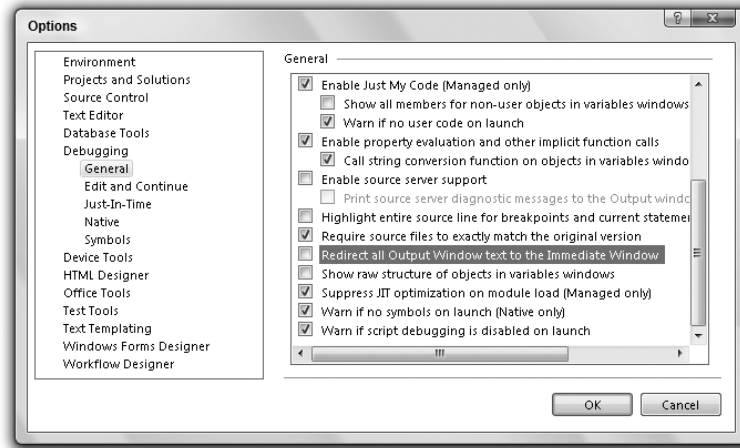 Options
Environment
Projects and Solutions
Source Control
Text Editor
Database Tools
Debugging
General
Edit and Continue
Just-In-Time
Native
Symbols
Device Tools
HTML Designer
Office Tools
Test Tools
Text Templating
Windows Forms Designer
Workflow Designer
General
Enable Just My Code (Managed only)
Show all members for non-user objects in variables windows
Warn if no user code on launch
Enable property evaluation and other implicit function calls
Call string conversion function on objects in variables windo
Enable source server support
Print source server diagnostic messages to the Output windo
Highlight entire source line for breakpoints and current statemen
Require source files to exactly match the original version
Redirect all Output Window text to the Immediate Window
Show raw structure of objects in variables windows
Suppress JIT optimization on module load (Managed only)
Warn if no symbols on launch (Native only)
Warn if script debugging is disabled on launch
OK
Cancel